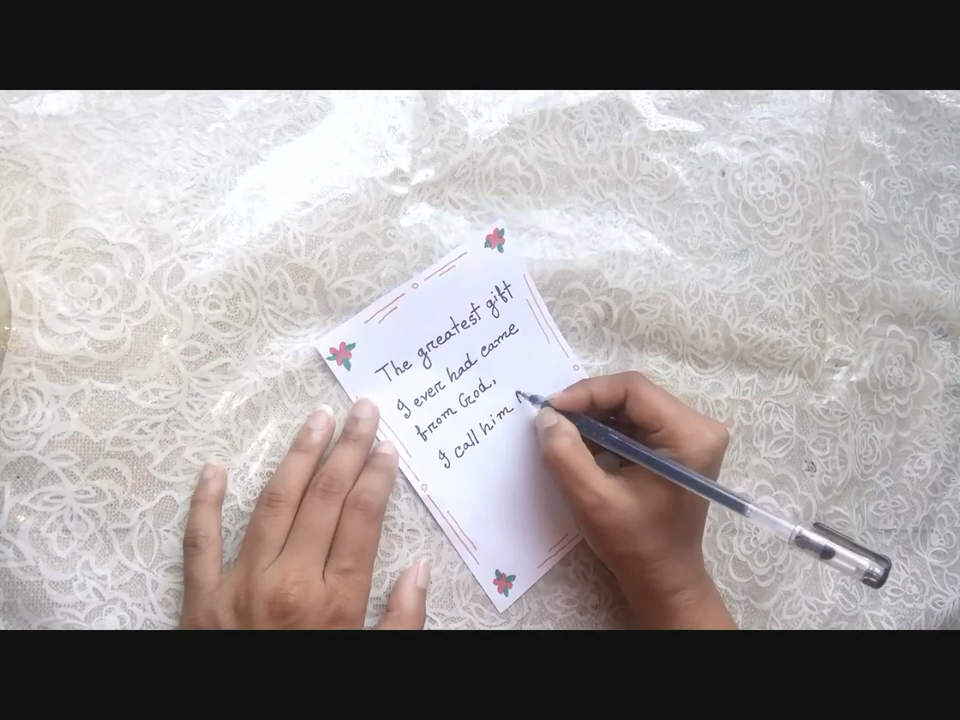 The greatest gift
I ever had came
from God,
I call him